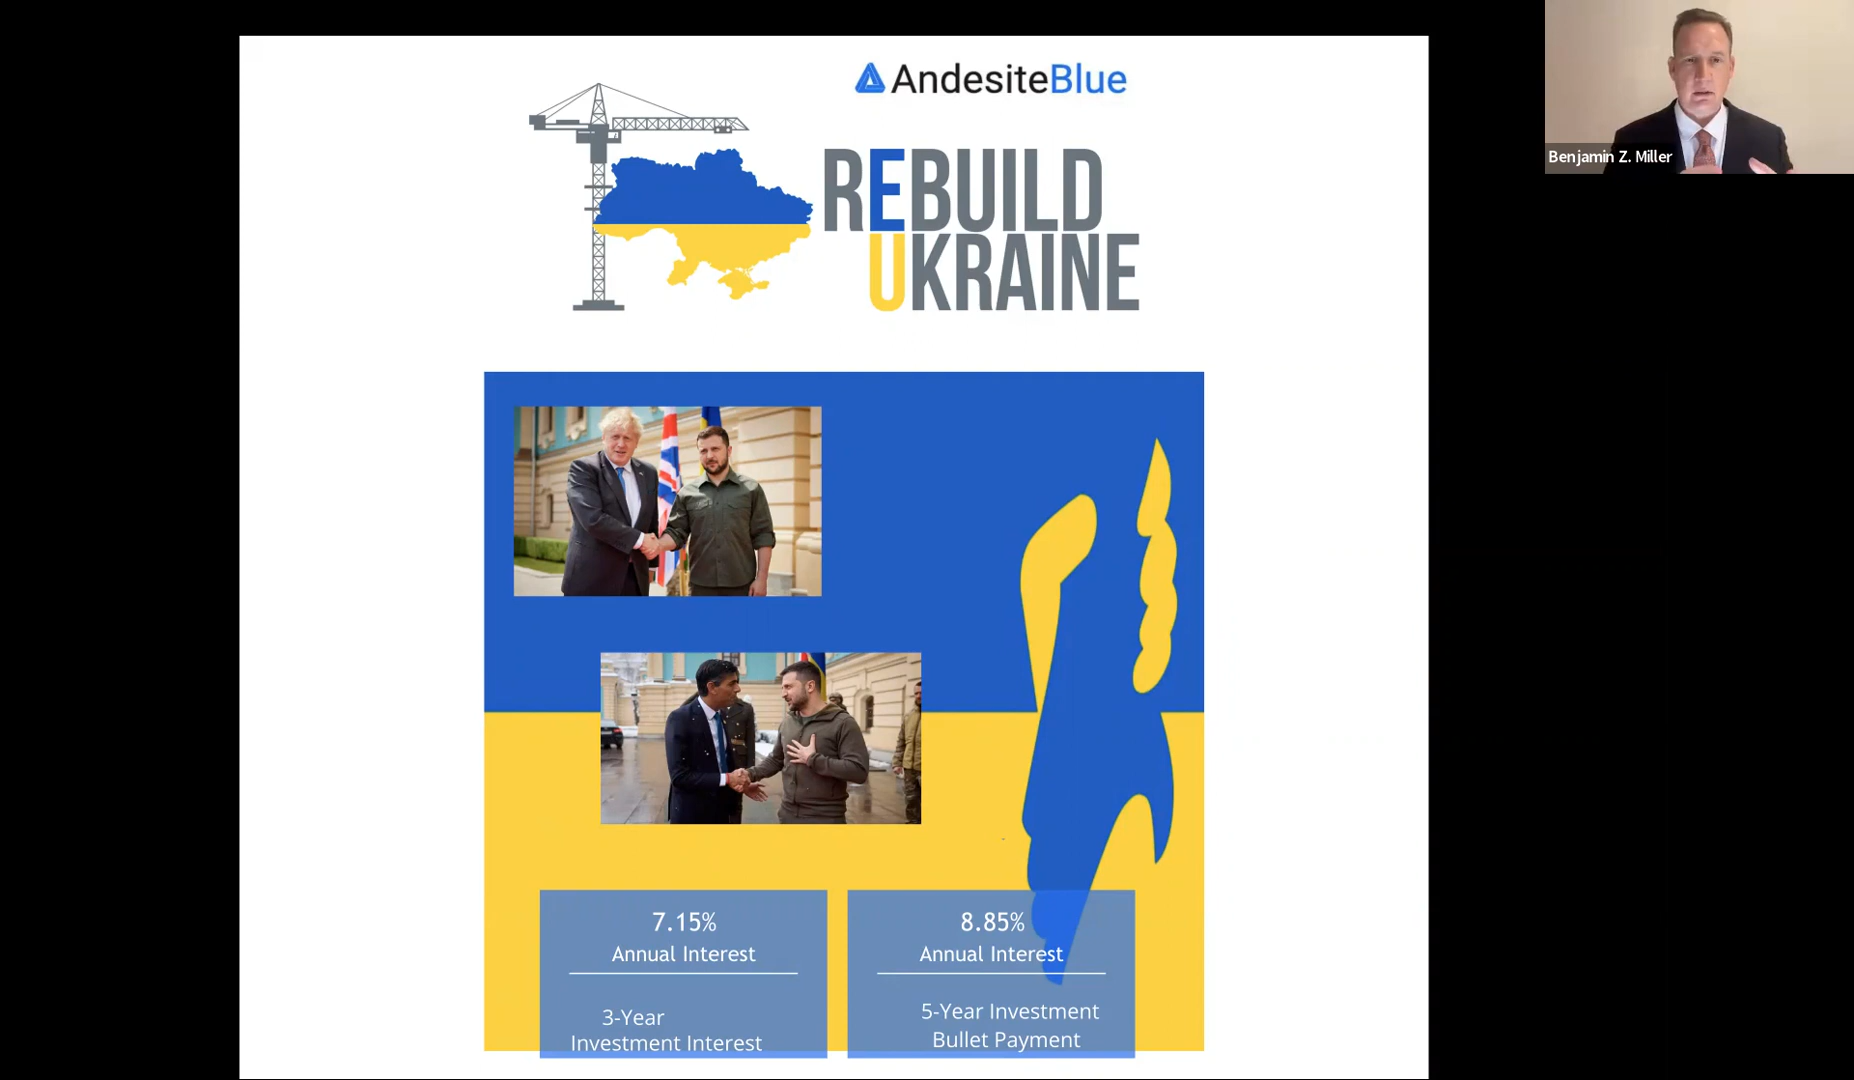 AndesiteBlue
REBUILD
UKRAINE
Benjamin Z. Miller
7.15%
Annual Interest
3-Year
Investment Interest
8.85%
Annual Interest
5-Year Investment
Bullet Payment